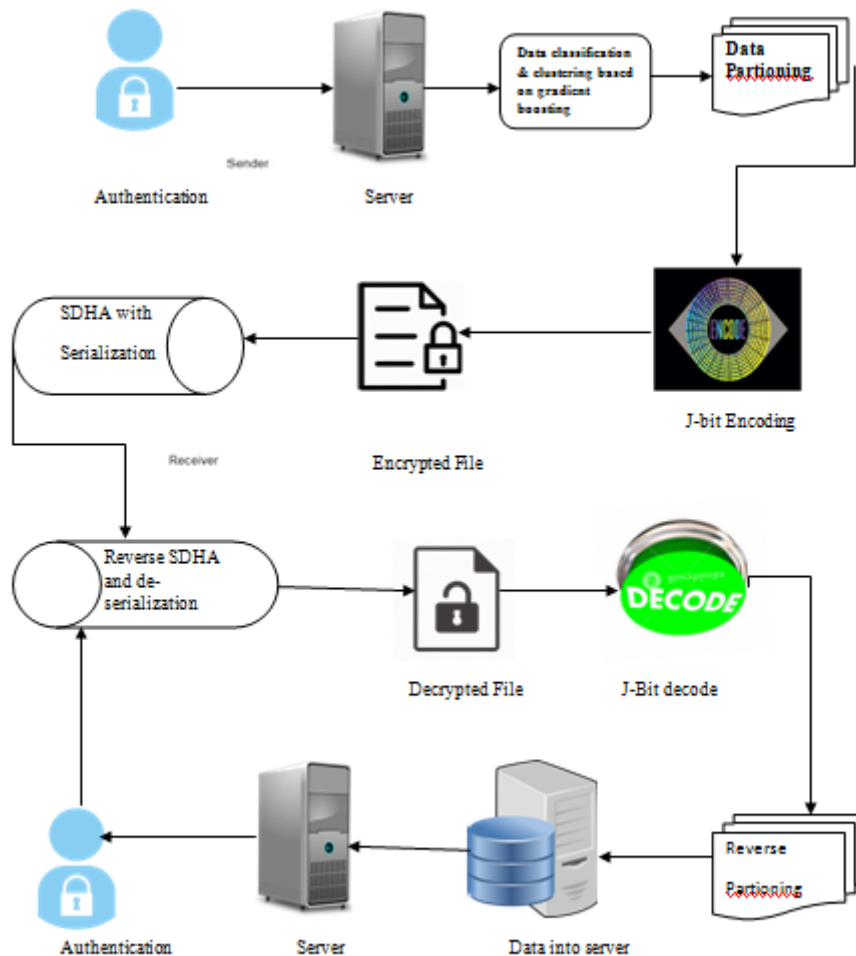 Data classification
& clustering based
on gradient
boosting
Data
Partioning
Sender
Authentication
Server
SDHA with
Serialization
ENCODE
J-bit Encoding
Encrypted File
Receiver
Reverse SDHA
and de-
serialization
DECODE
Decrypted File
J-Bit decode
Reverse
Partioning
Authentication
Server
Data into server